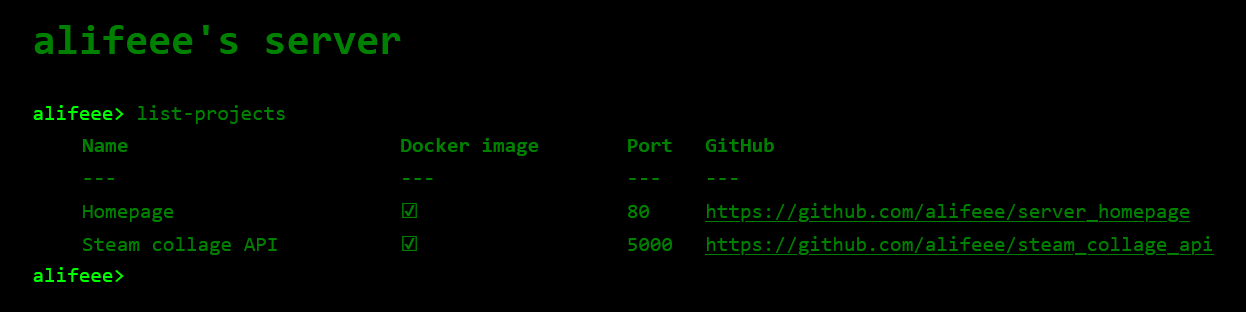 alifeee's server
alifeee> list-projects
Name Docker image Port GitHub
--- --- --- ---
Homepage ☑ 80 https://github.com/alifeee/server_homepage
Steam collage API ☑ 5000 https://github.com/alifeee/steam_collage_api
alifeee>